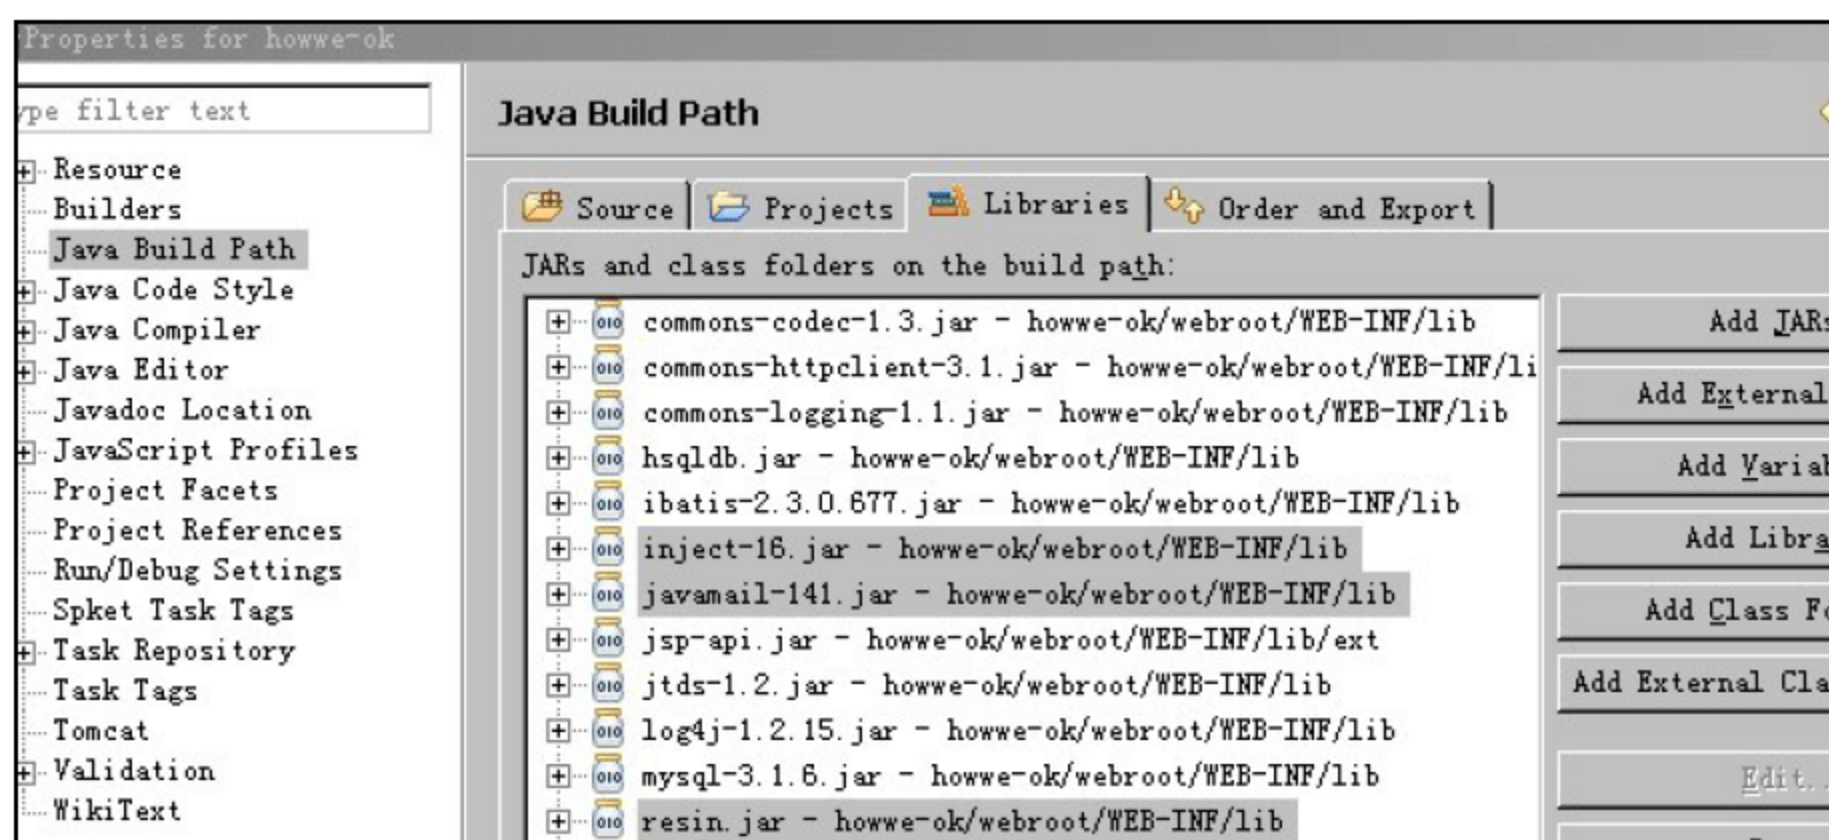 Properties for howwe-ok
ype filter text
Resource
Builders
Java Build Path
Java Code Style
Java Compiler
Java Editor
Javadoc Location
JavaScript Profiles
Project Facets
Project References
Run/Debug Settings
Spket Task Tags
Task Repository
Task Tags
Tomcat
Validation
WikiText
Java Build Path
Source
Projects
Libraries
Order and Export
JARs and class folders on the build path:
commons-codec-1.3.jar - howwe-ok/webroot/WEB-INF/lib
commons-httpclient-3.1.jar - howwe-ok/webroot/WEB-INF/li
commons-logging-1.1.jar - howwe-ok/webroot/WEB-INF/lib
hsqldb.jar - howwe-ok/webroot/WEB-INF/lib
ibatis-2.3.0.677.jar - howwe-ok/webroot/WEB-INF/lib
inject-16.jar - howwe-ok/webroot/WEB-INF/lib
javamail-141.jar - howwe-ok/webroot/WEB-INF/lib
jsp-api.jar - howwe-ok/webroot/WEB-INF/lib/ext
jtds-1.2.jar - howwe-ok/webroot/WEB-INF/lib
log4j-1.2.15.jar - howwe-ok/webroot/WEB-INF/lib
mysql-3.1.6.jar - howwe-ok/webroot/WEB-INF/lib
resin.jar - howwe-ok/webroot/WEB-INF/lib
Add JARs
Add External
Add Variab
Add Libra
Add Class Fo
Add External Cla
Edit..